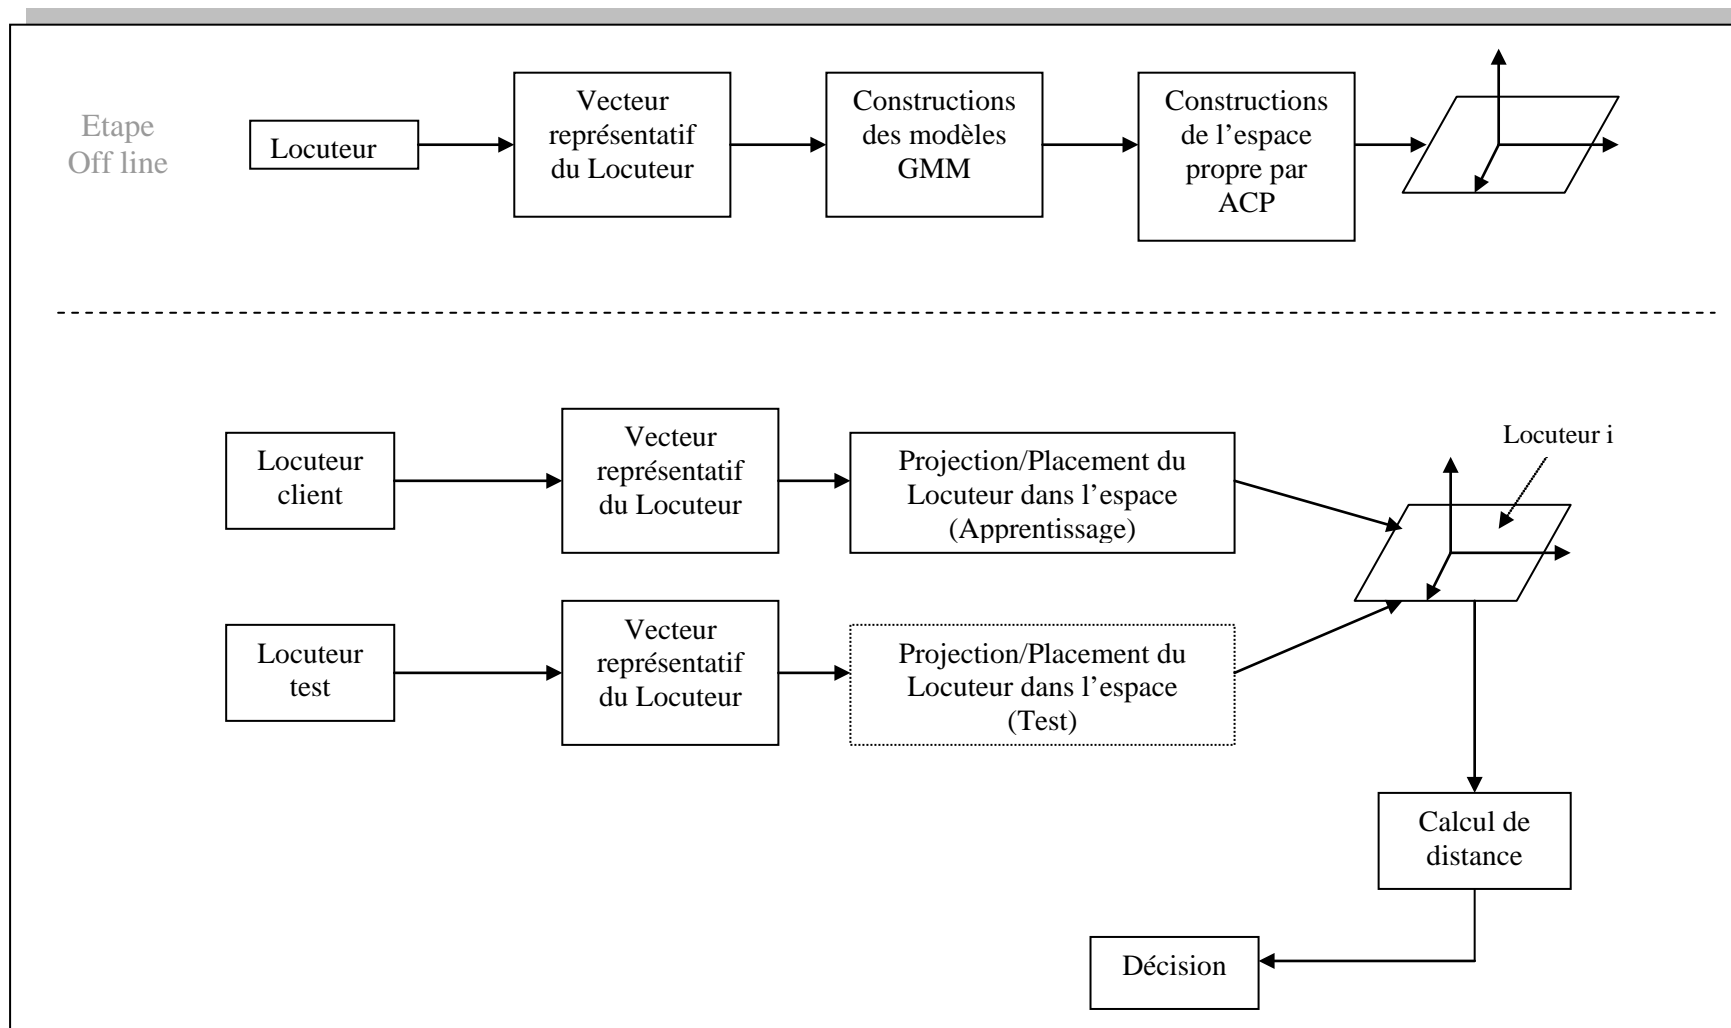 Etape
Off line
Locuteur
Vecteur
représentatif
du Locuteur
Constructions
des modèles
GMM
Constructions
de l’espace
propre par
ACP
Locuteur
client
Vecteur
représentatif
du Locuteur
Projection/Placement du
Locuteur dans l’espace
(Apprentissage)
Locuteur i
Locuteur
test
Vecteur
représentatif
du Locuteur
Projection/Placement du
Locuteur dans l’espace
(Test)
Calcul de
distance
Décision